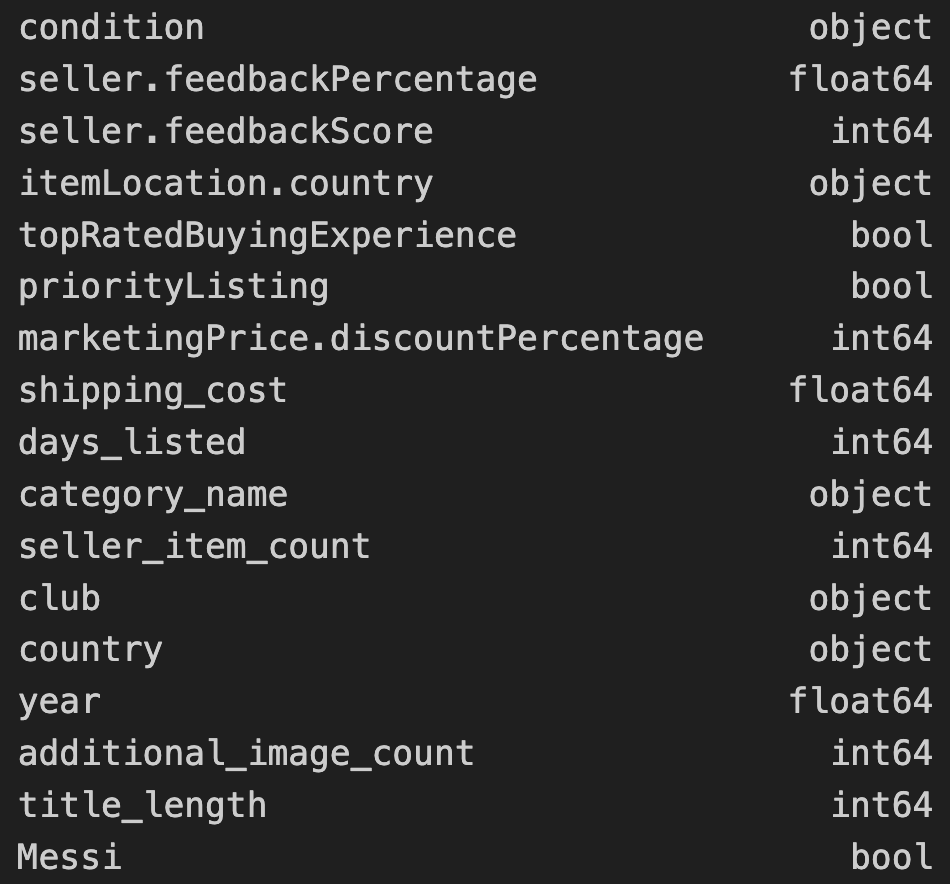 condition object
seller.feedbackPercentage float64
seller.feedbackScore int64
itemLocation.country object
topRatedBuyingExperience bool
priorityListing bool
marketingPrice.discountPercentage int64
shipping_cost float64
days_listed int64
category_name object
seller_item_count int64
club object
country object
year float64
additional_image_count int64
title_length int64
Messi bool